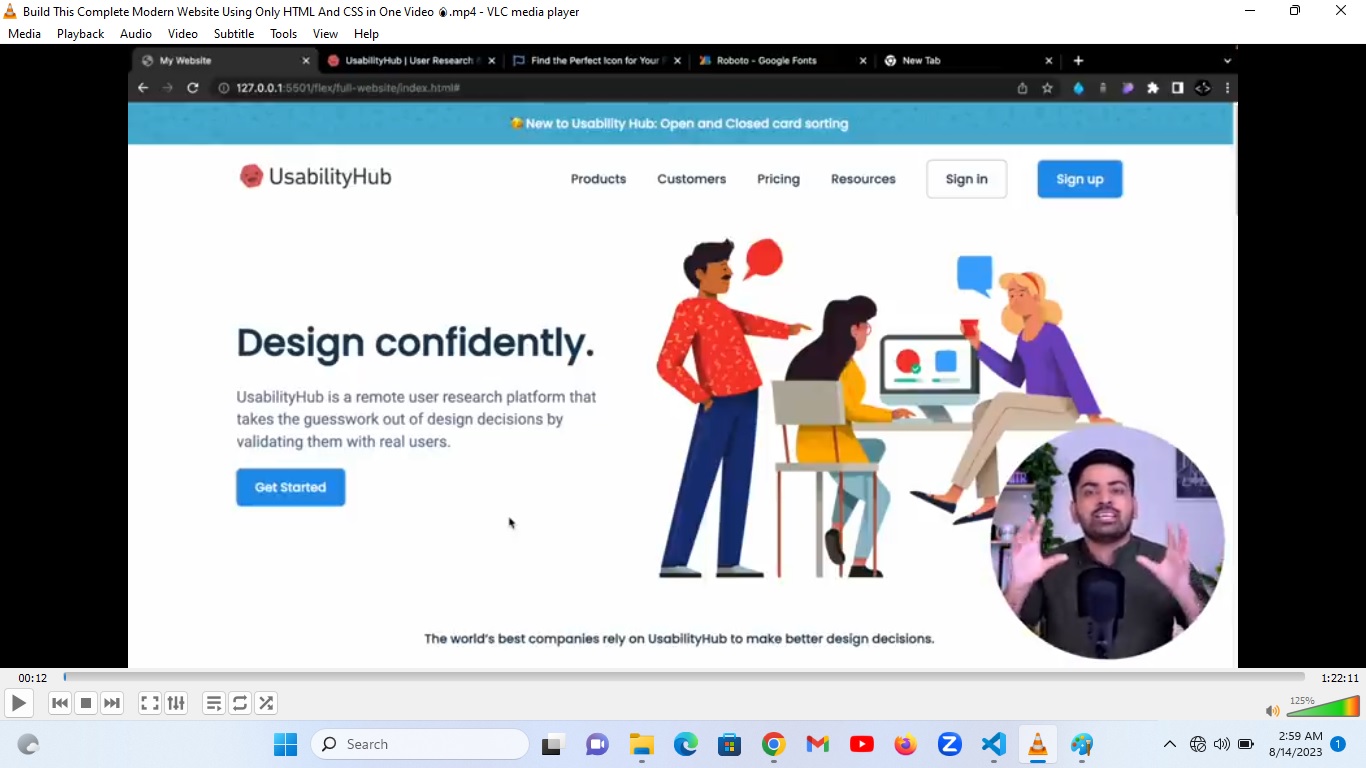 Build This Complete Modern Website Using Only HTML And CSS in One Video 🔥.mp4 - VLC media player
Media Playback Audio Video Subtitle Tools View Help
My Website UsabilityHub | User Research Find the Perfect Icon for Your Roboto - Google Fonts New Tab
127.0.0.1:5501/flex/full-website/index.html#
New to Usability Hub: Open and Closed card sorting
UsabilityHub Products Customers Pricing Resources Sign in Sign up
Design confidently.
UsabilityHub is a remote user research platform that
takes the guesswork out of design decisions by
validating them with real users.
Get Started
The world's best companies rely on UsabilityHub to make better design decisions.
00:12 1:22:11
125%
Search
2:59 AM
8/14/2023 1